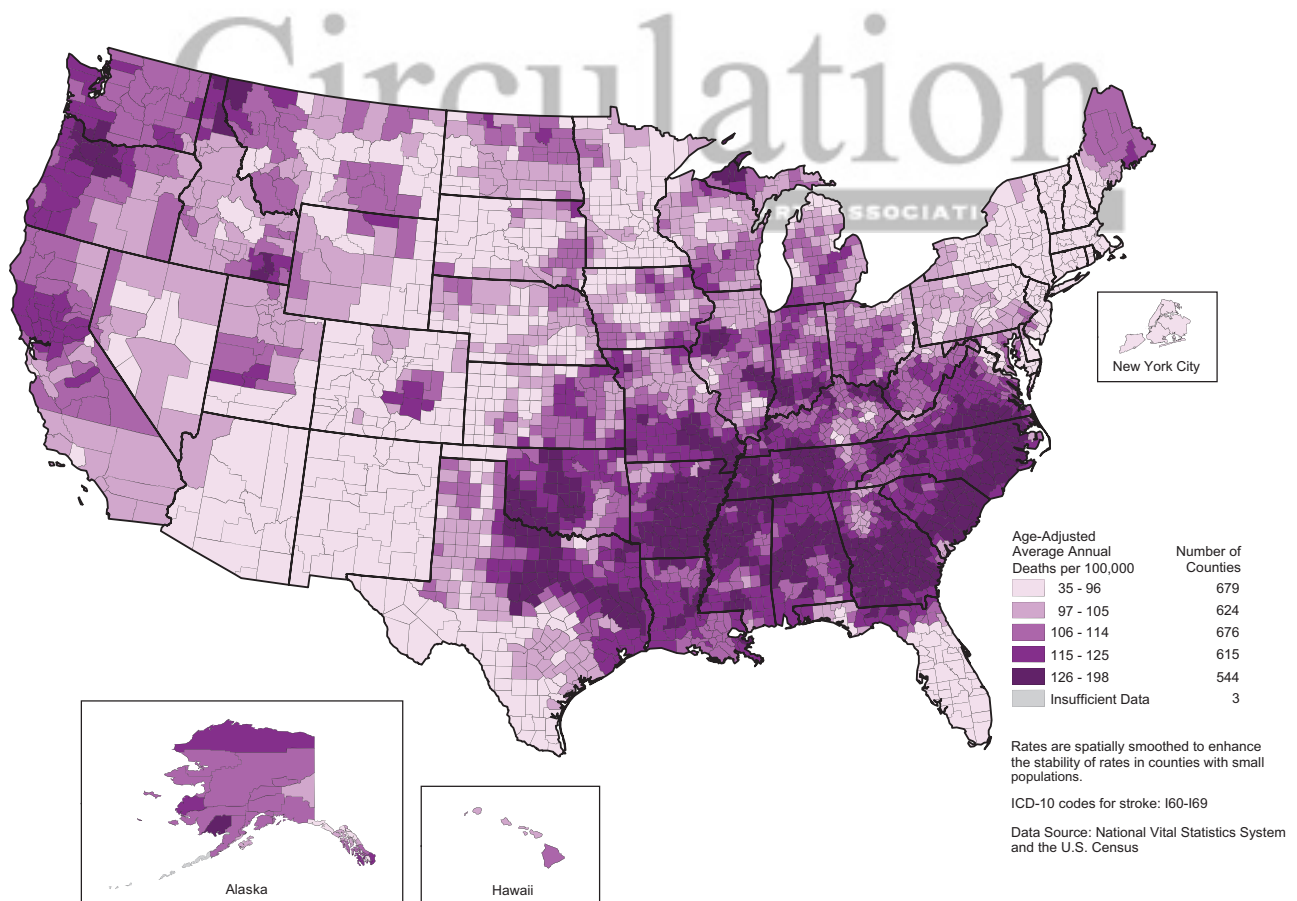 Circulation
ASSOCIATI
New York City
Age-Adjusted
Average Annual
Deaths per 100,000
Number of
Counties
35 - 96 679
97 - 105 624
106 - 114 676
115 - 125 615
126 - 198 544
Insufficient Data 3
Rates are spatially smoothed to enhance
the stability of rates in counties with small
populations.
ICD-10 codes for stroke: I60-I69
Data Source: National Vital Statistics System
and the U.S. Census
Alaska
Hawaii